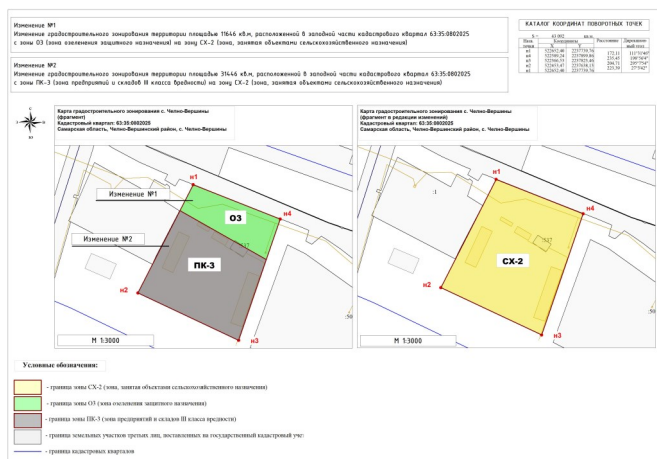 Изменение №1
Изменение градостроительного зонирования территории площадью 11646 кв.м, расположенной в западной части кадастрового квартал 63:35:0802025
с зоны О3 (зона озеленения защитного назначения) на зону СХ-2 (зона, занятая объектами сельскохозяйственного назначения)
Изменение №2
Изменение градостроительного зонирования территории площадью 31446 кв.м, расположенной в западной части кадастрового квартал 63:35:0802025
с зоны ПК-3 (зона предприятий и складов III класса вредности) на зону СХ-2 (зона, занятая объектами сельскохозяйственного назначения)
КАТАЛОГ КООРДИНАТ ПОВОРОТНЫХ ТОЧЕК
Координаты
X Y
С
Ю
Карта градостроительного зонирования с. Челно-Вершины
(фрагмент)
Кадастровый квартал: 63:35:0802025
Самарская область, Челно-Вершинский район, с. Челно-Вершины
Изменение №1
Изменение №2
н1
н4
О3
:537
ПК-3
н2
н3
М 1:3000
Карта градостроительного зонирования с. Челно-Вершины
(фрагмент в редакции изменений)
Кадастровый квартал: 63:35:0802025
Самарская область, Челно-Вершинский район, с. Челно-Вершины
н1
:1
н4
:537
СХ-2
н2
н3
М 1:3000
Условные обозначения:
- граница зоны СХ-2 (зона, занятая объектами сельскохозяйственного назначения)
- граница зоны О3 (зона озеленения защитного назначения)
- граница зоны ПК-3 (зона предприятий и складов III класса вредности)
- граница земельных участков третьих лиц, поставленных на государственный кадастровый учет:
- граница кадастровых кварталов